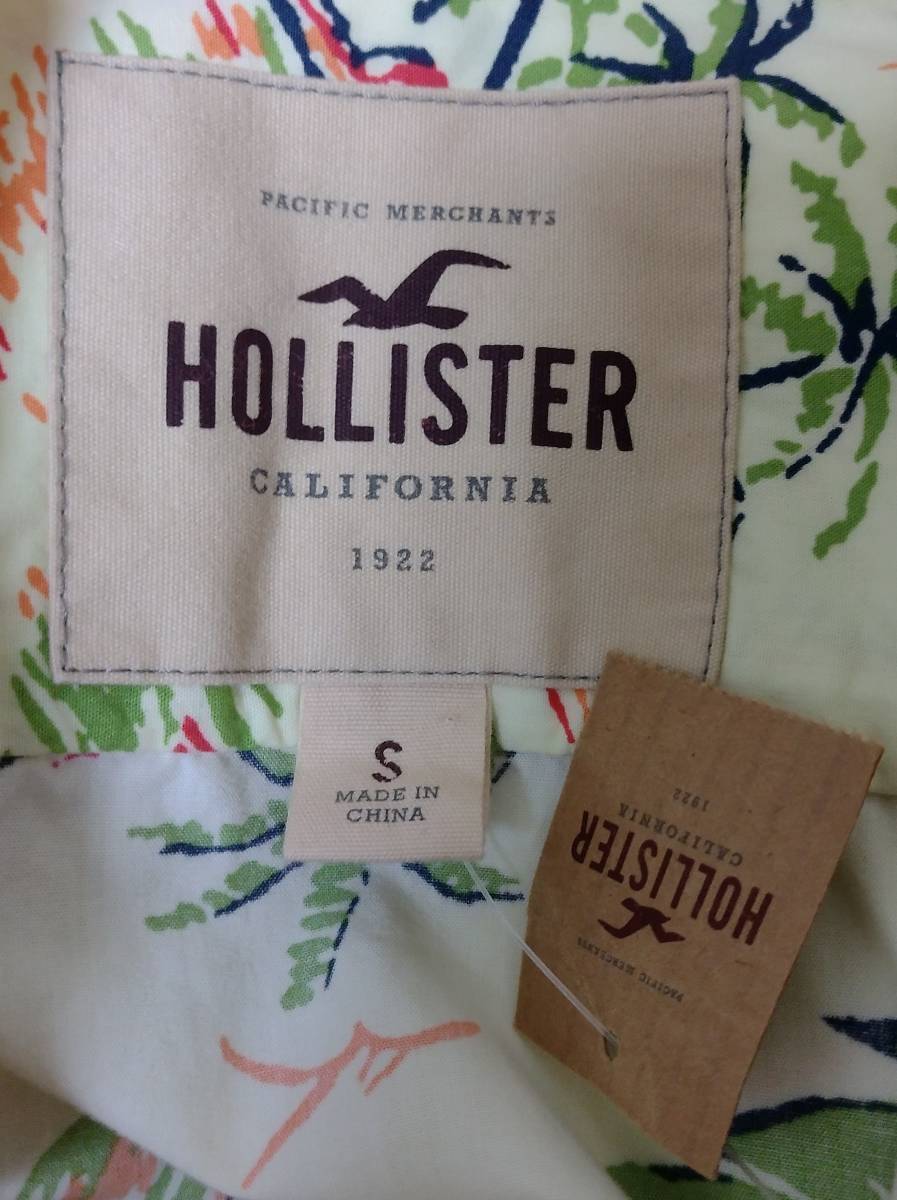 PACIFIC MERCHANTS
HOLLISTER
CALIFORNIA
1922
S
MADE IN
CHINA
PACIFIC MERCHANTS
HOLLISTER
CALIFORNIA
1922